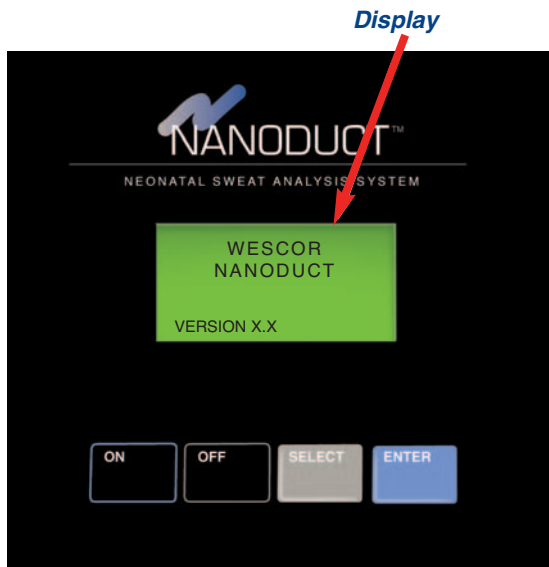 Display
NANODUCT™
NEONATAL SWEAT ANALYSIS SYSTEM
WESCOR
NANODUCT
VERSION X.X
ON OFF SELECT ENTER